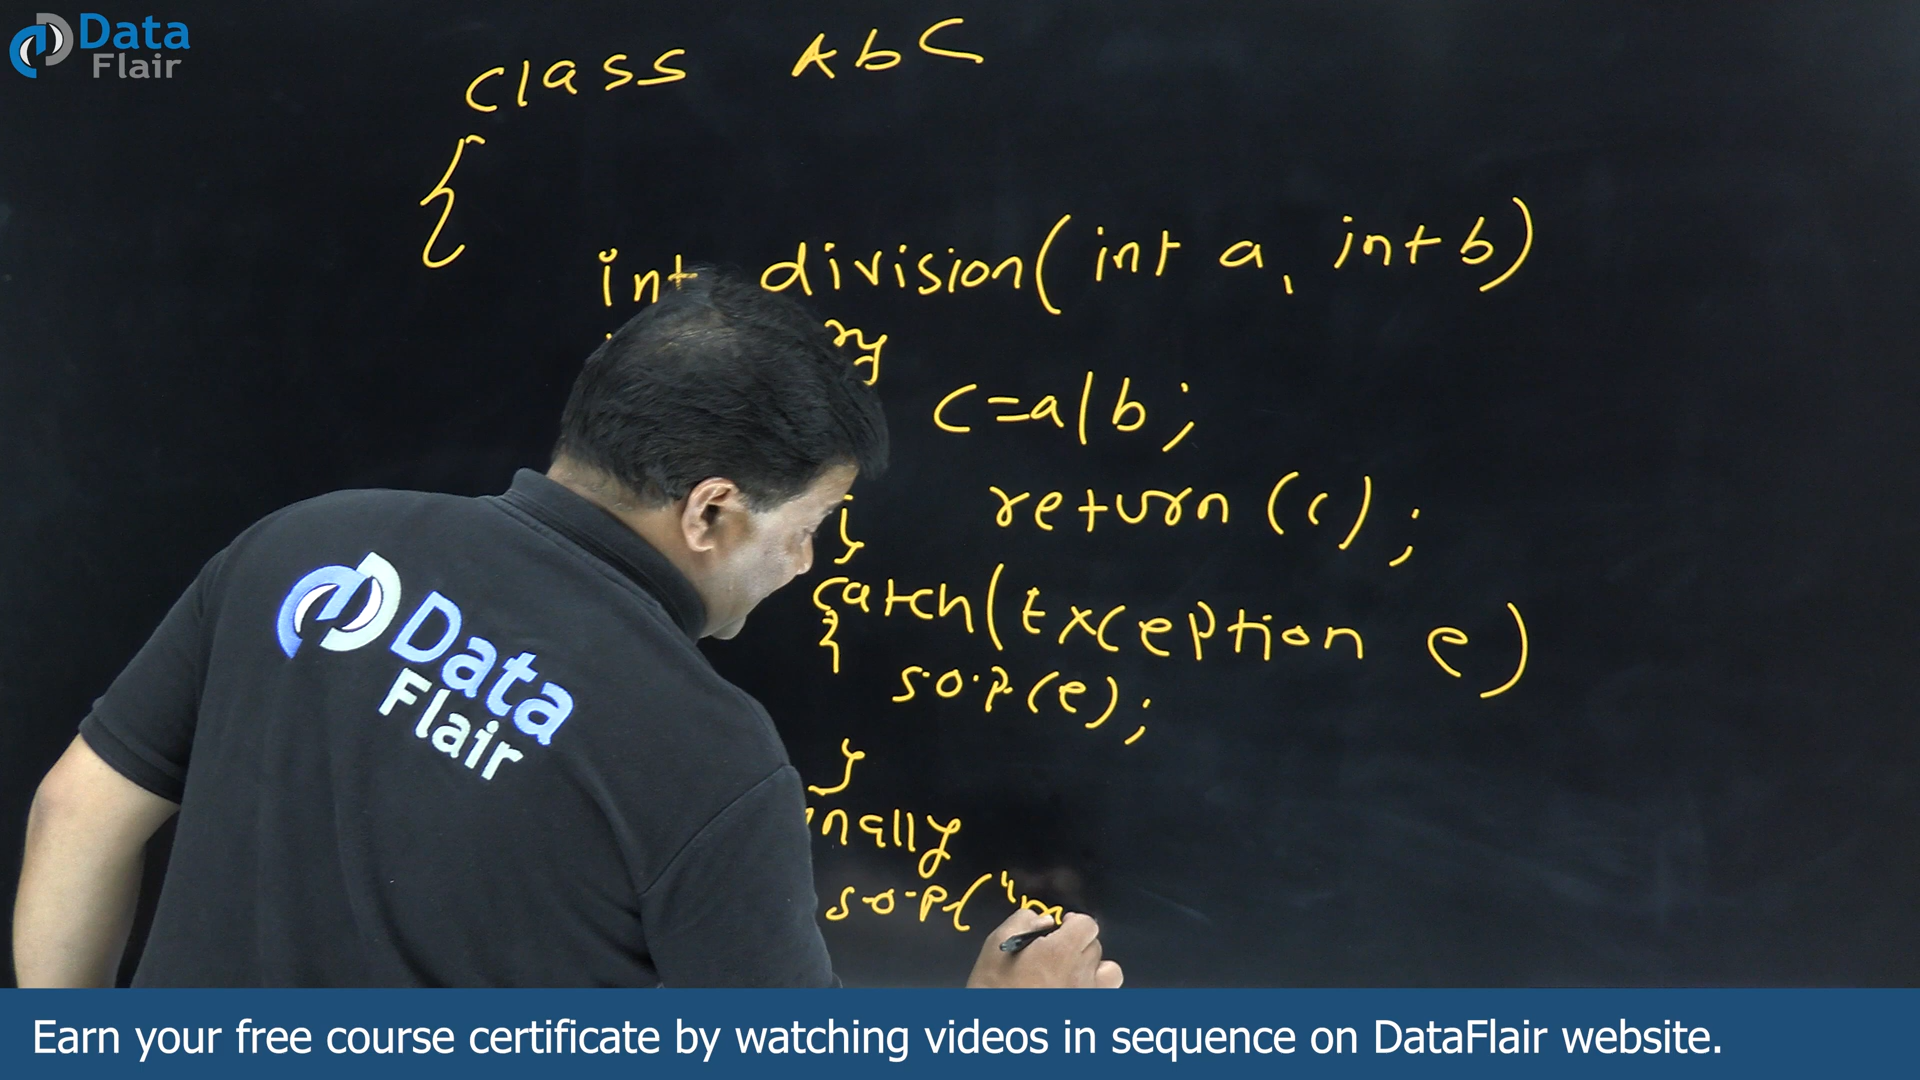 Data
Flair
class AbC
{
int division(int a, int b)
c=a/b;
return(c);
}
catch(Exception e)
{
s.o.p.(e);
}
s.o.p("m
Data
Flair
Earn your free course certificate by watching videos in sequence on DataFlair website.